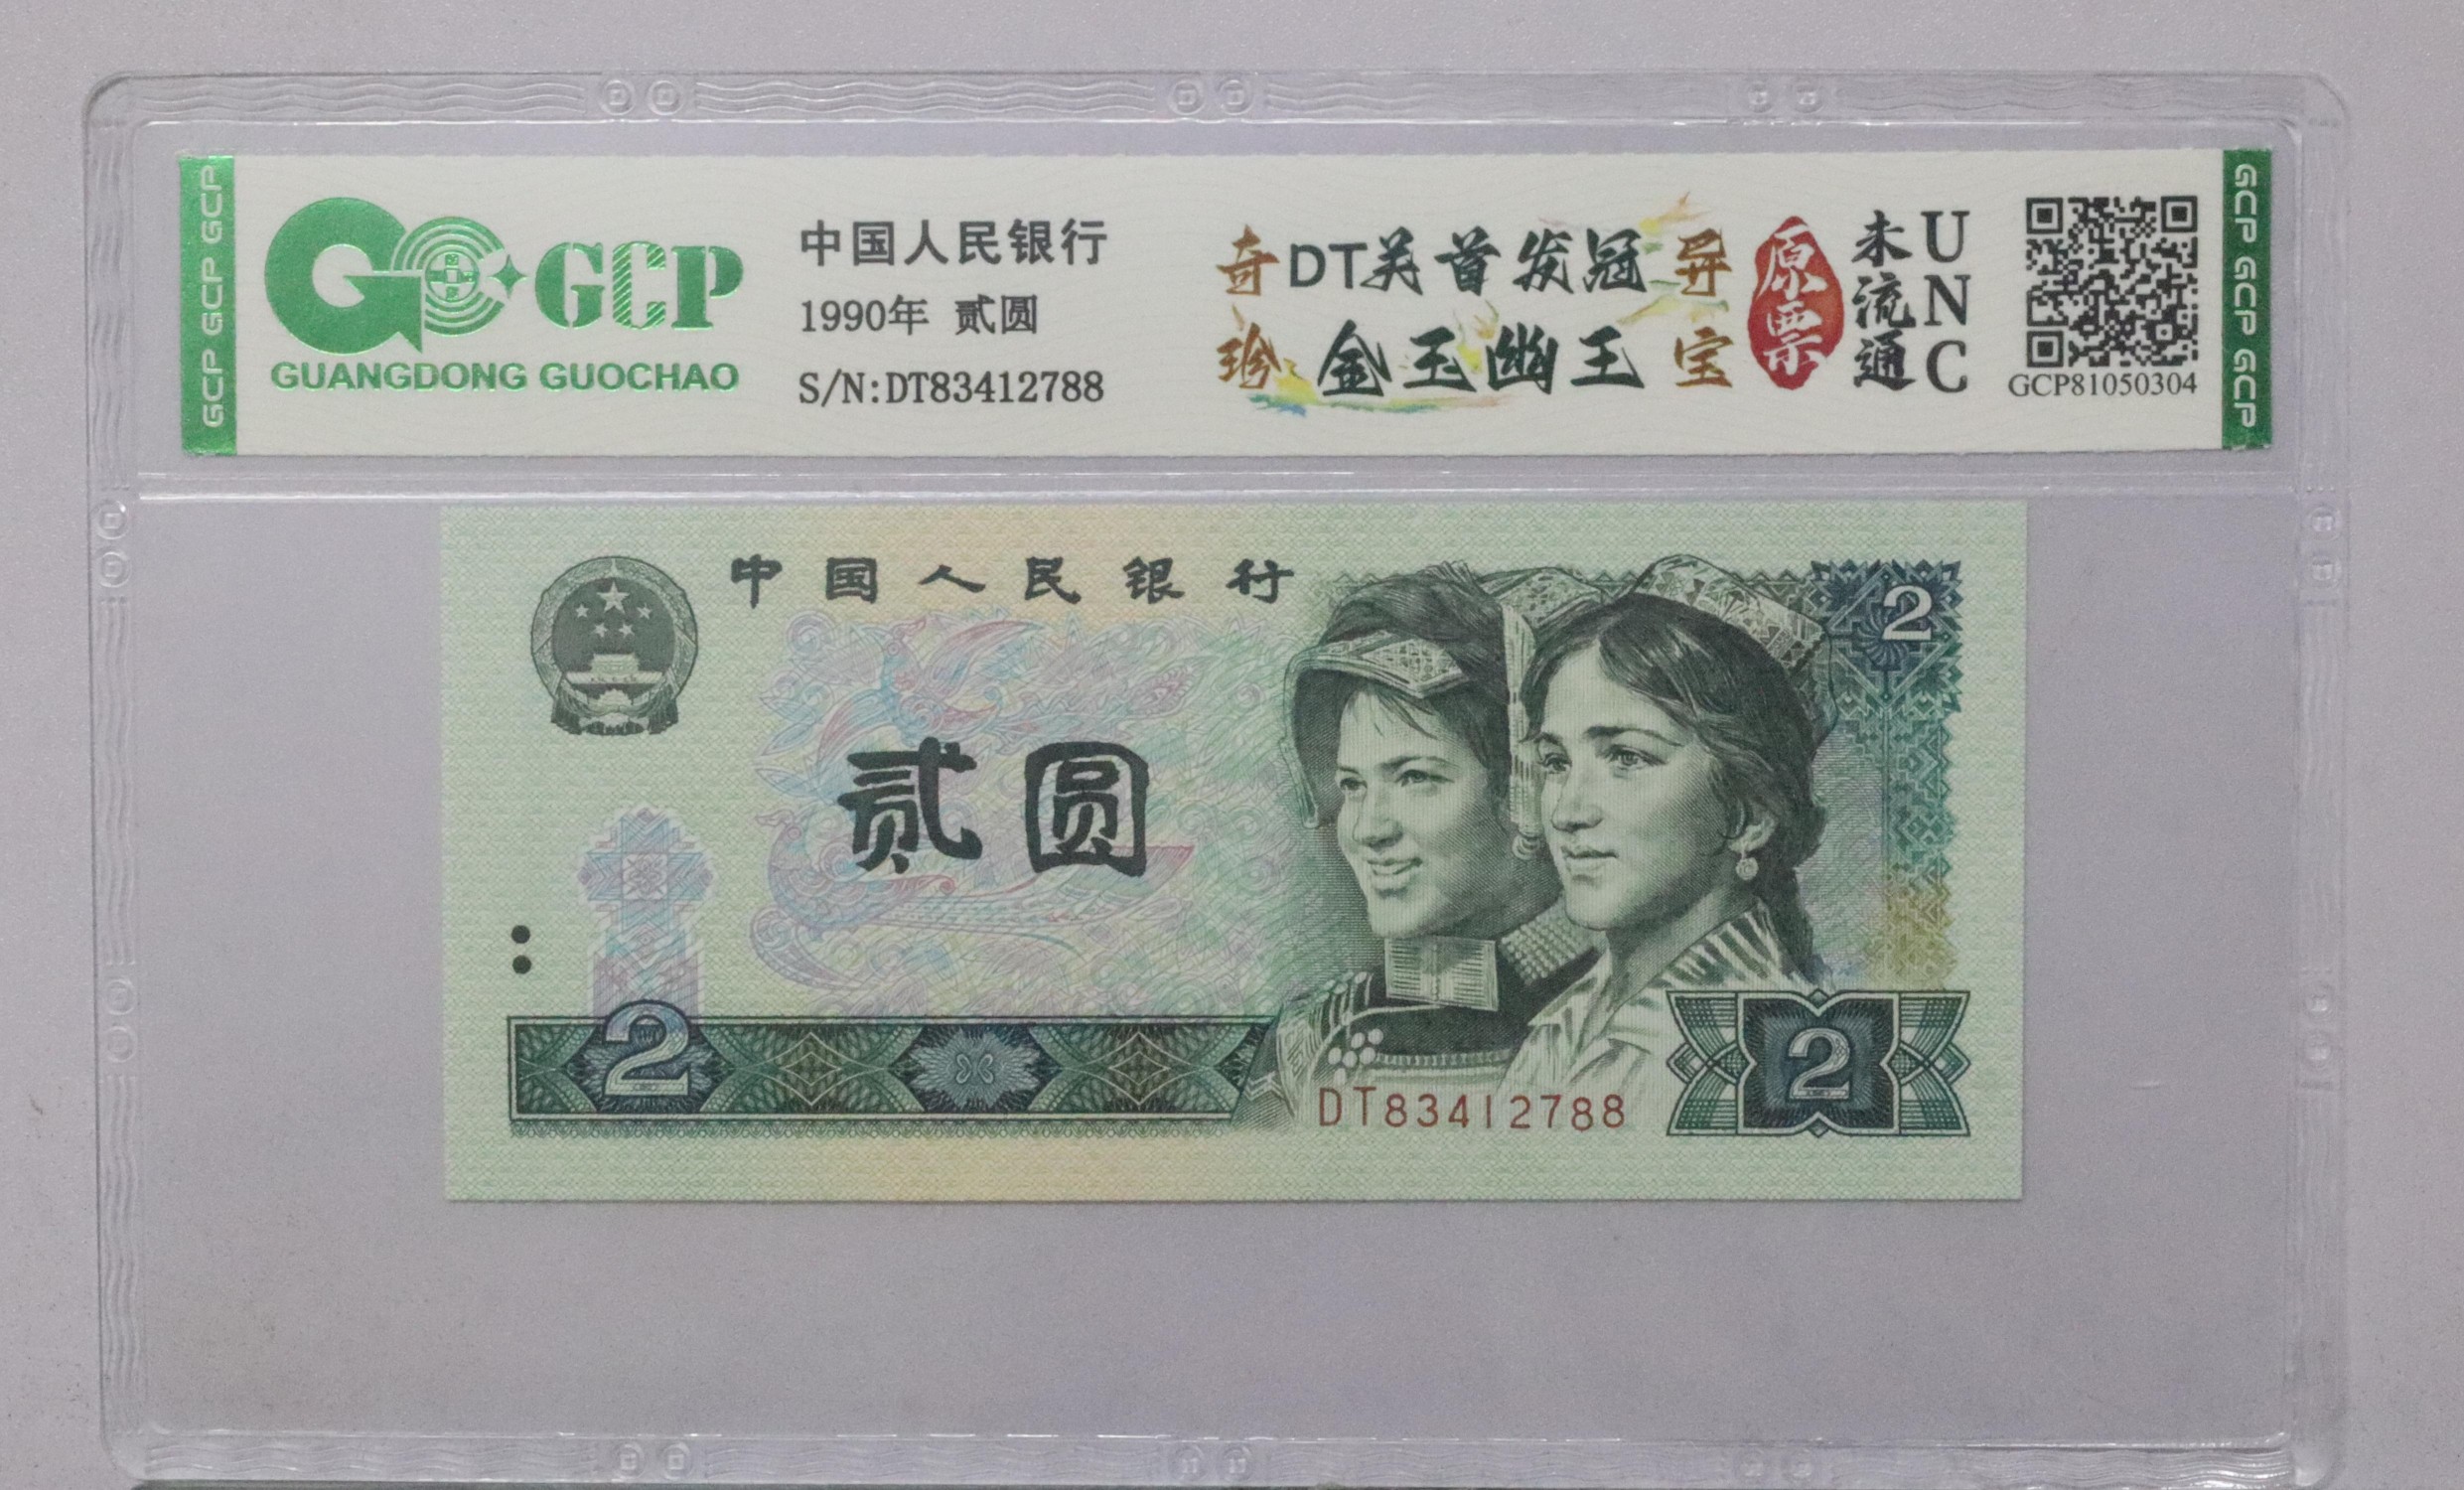 GCP GCP GCP
GCP
GUANGDONG GUOCHAO
中国人民银行
1990年 贰圆
S/N:DT83412788
奇DT关首发冠异
珍金玉幽王宝
原票
未流通
UNC
GCP81050304
GCP GCP GCP
中国人民银行
2
贰圆
2
DT83412788
2